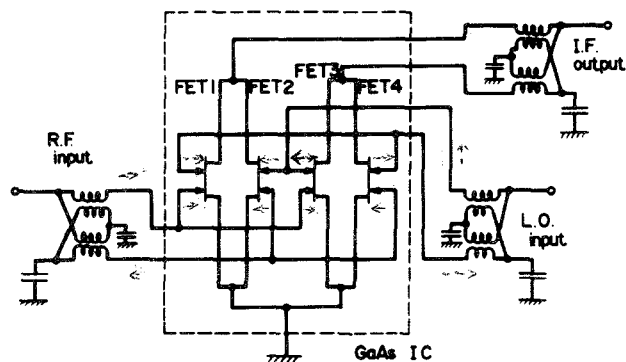 I.F.
output
FET1 FET2
FET3
FET4
R.F.
input
L.O.
input
GaAs IC